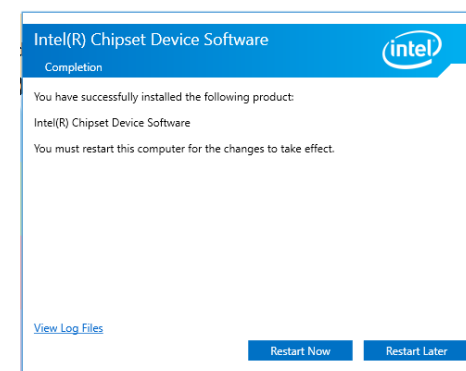 Intel(R) Chipset Device Software
intel
Completion
You have successfully installed the following product:
Intel(R) Chipset Device Software
You must restart this computer for the changes to take effect.
View Log Files
Restart Now
Restart Later